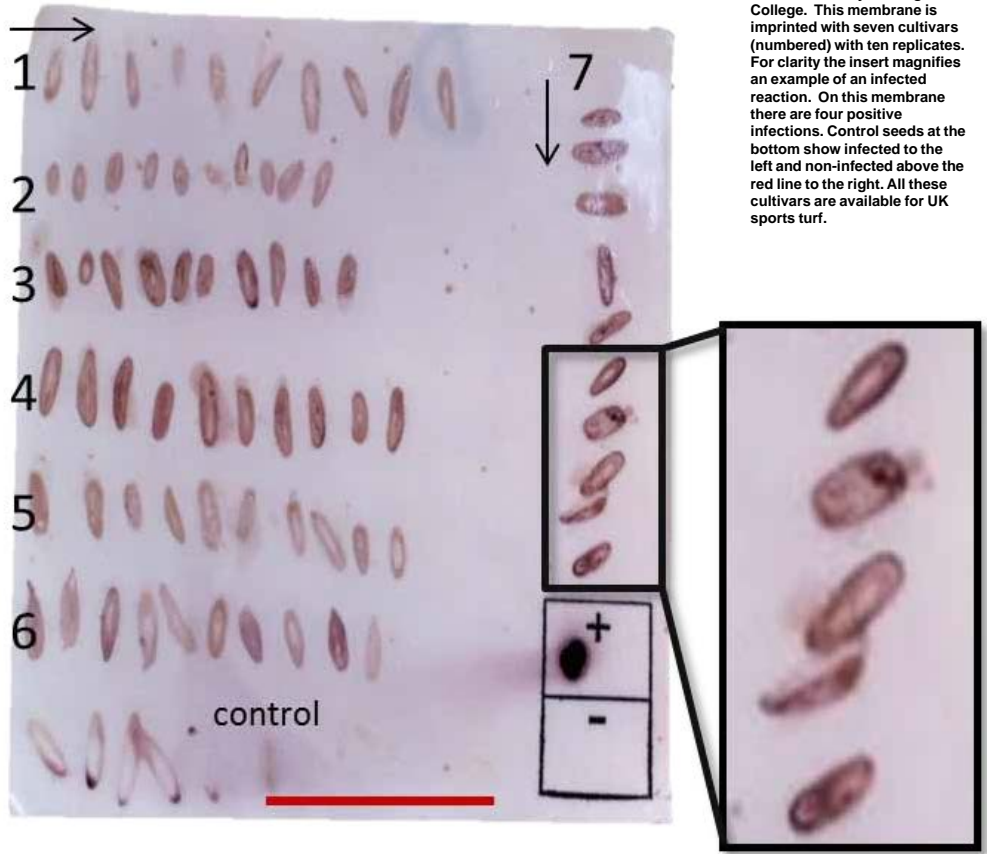 College. This membrane is
imprinted with seven cultivars
(numbered) with ten replicates.
For clarity the insert magnifies
an example of an infected
reaction. On this membrane
there are four positive
infections. Control seeds at the
bottom show infected to the
left and non-infected above the
red line to the right. All these
cultivars are available for UK
sports turf.
1
7
2
3
4
5
6
+
control
-